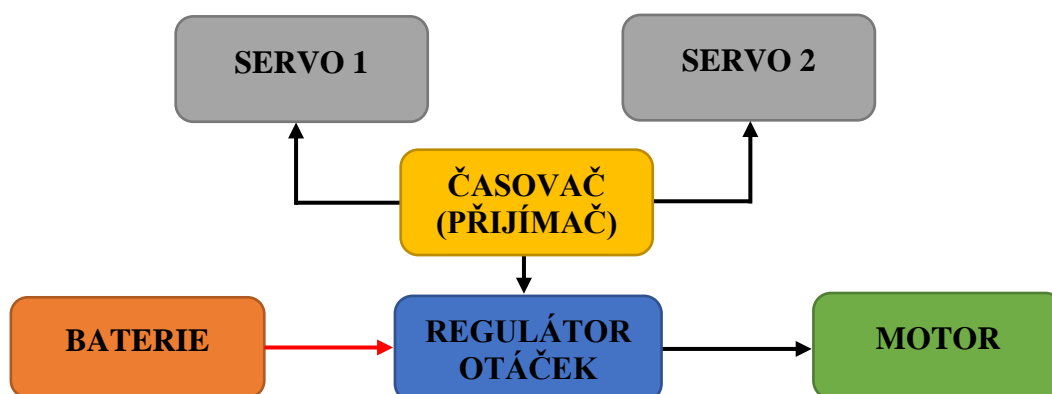 SERVO 1
SERVO 2
ČASOVAČ
(PŘIJÍMAČ)
BATERIE
REGULÁTOR
OTÁČEK
MOTOR